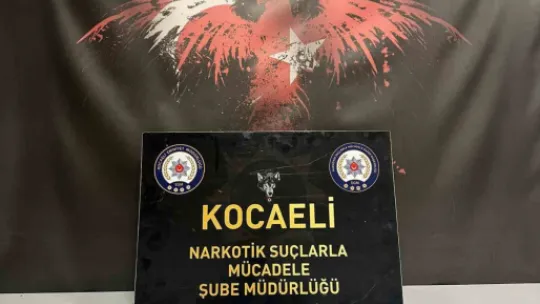 KOCAELİ
NARKOTİK SUÇLARLA
MÜCADELE
ŞUBE MÜDÜRLÜĞÜ